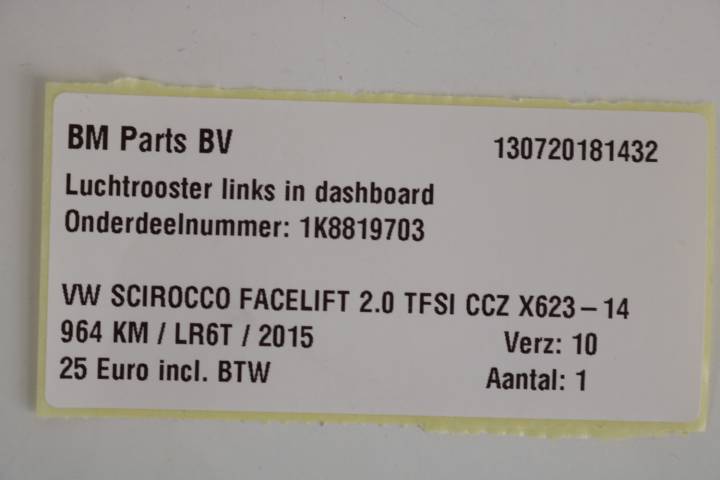 BM Parts BV 130720181432
Luchtrooster links in dashboard
Onderdeelnummer: 1K8819703
VW SCIROCCO FACELIFT 2.0 TFSI CCZ X623-14
964 KM / LR6T / 2015 Verz: 10
25 Euro incl. BTW Aantal: 1